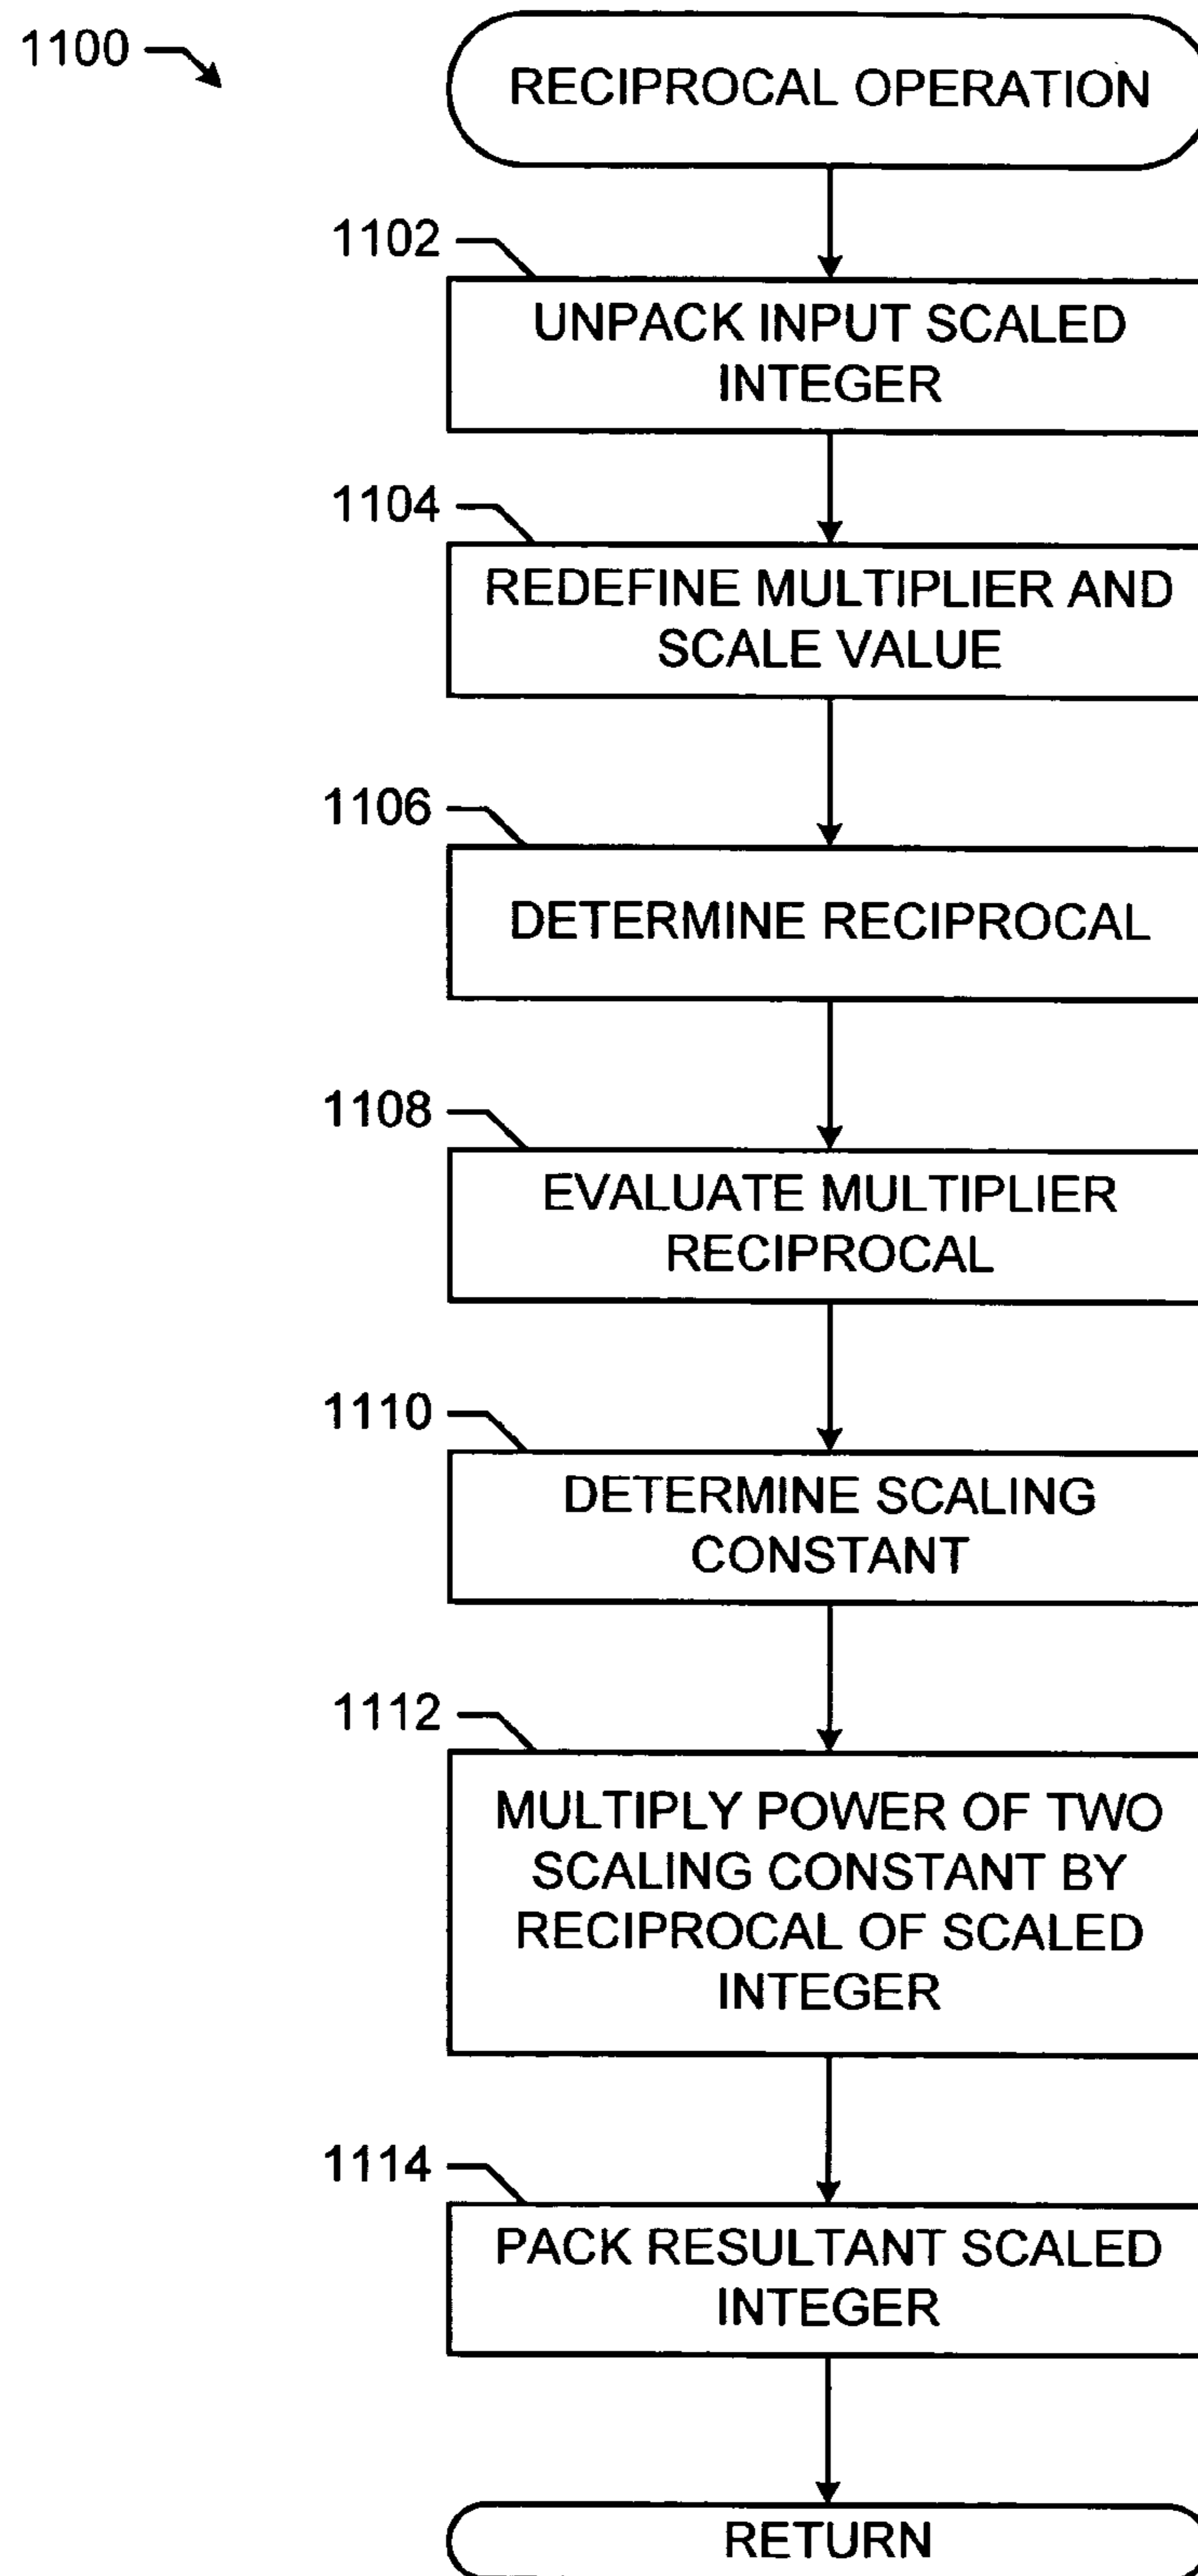 1100
RECIPROCAL OPERATION
1102
UNPACK INPUT SCALED
INTEGER
1104
REDEFINE MULTIPLIER AND
SCALE VALUE
1106
DETERMINE RECIPROCAL
1108
EVALUATE MULTIPLIER
RECIPROCAL
1110
DETERMINE SCALING
CONSTANT
1112
MULTIPLY POWER OF TWO
SCALING CONSTANT BY
RECIPROCAL OF SCALED
INTEGER
1114
PACK RESULTANT SCALED
INTEGER
RETURN